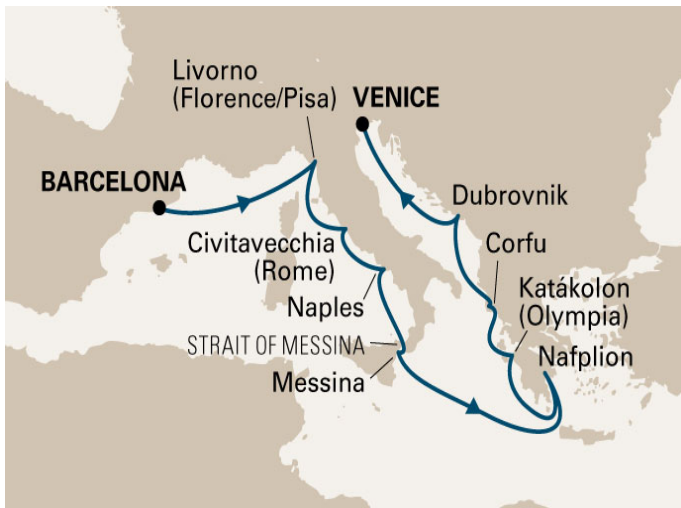 Livorno
(Florence/Pisa)
VENICE
BARCELONA
Dubrovnik
Civitavecchia
(Rome)
Corfu
Katákolon
(Olympia)
Naples
STRAIT OF MESSINA
Nafplion
Messina